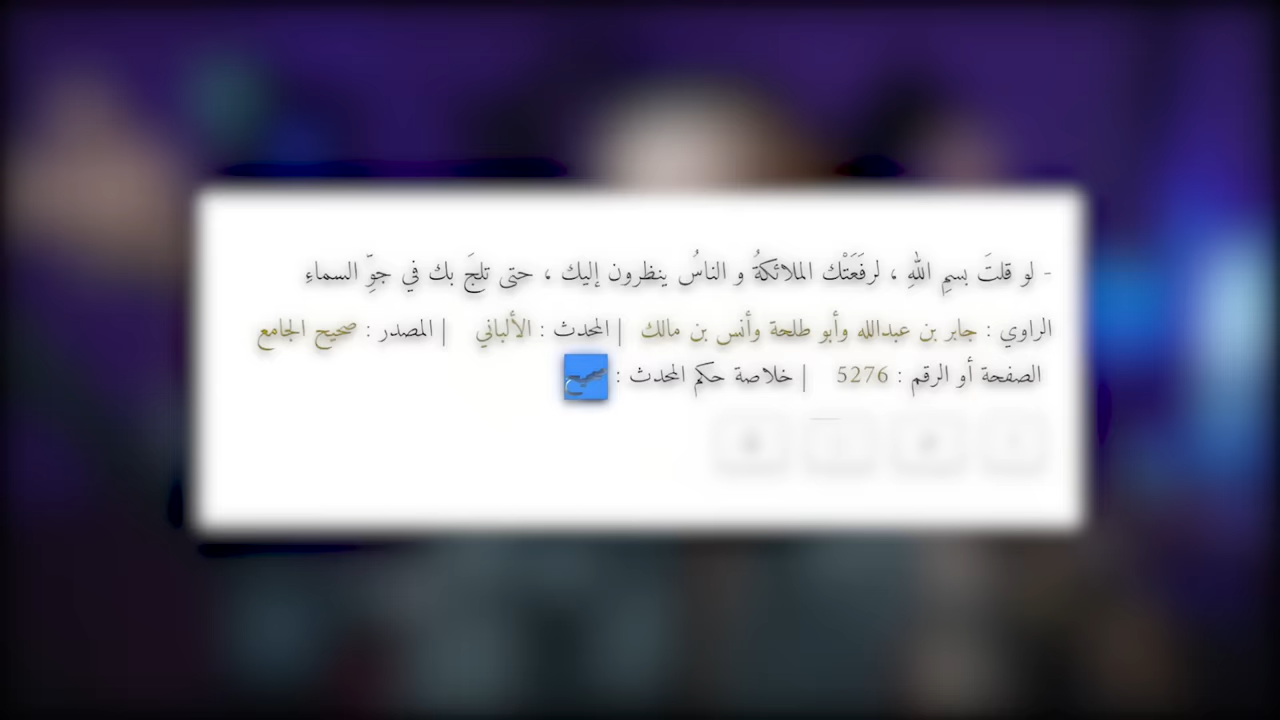 - لو قلتَ بسمِ اللهِ ، لرفَعَتْك الملائكةُ و الناسُ ينظرون إليك ، حتى تلجَ بك في جوِّ السماءِ
الراوي : جابر بن عبدالله وأبو طلحة وأنس بن مالك | المحدث : الألباني | المصدر : صحيح الجامع
الصفحة أو الرقم : 5276 | خلاصة حكم المحدث :